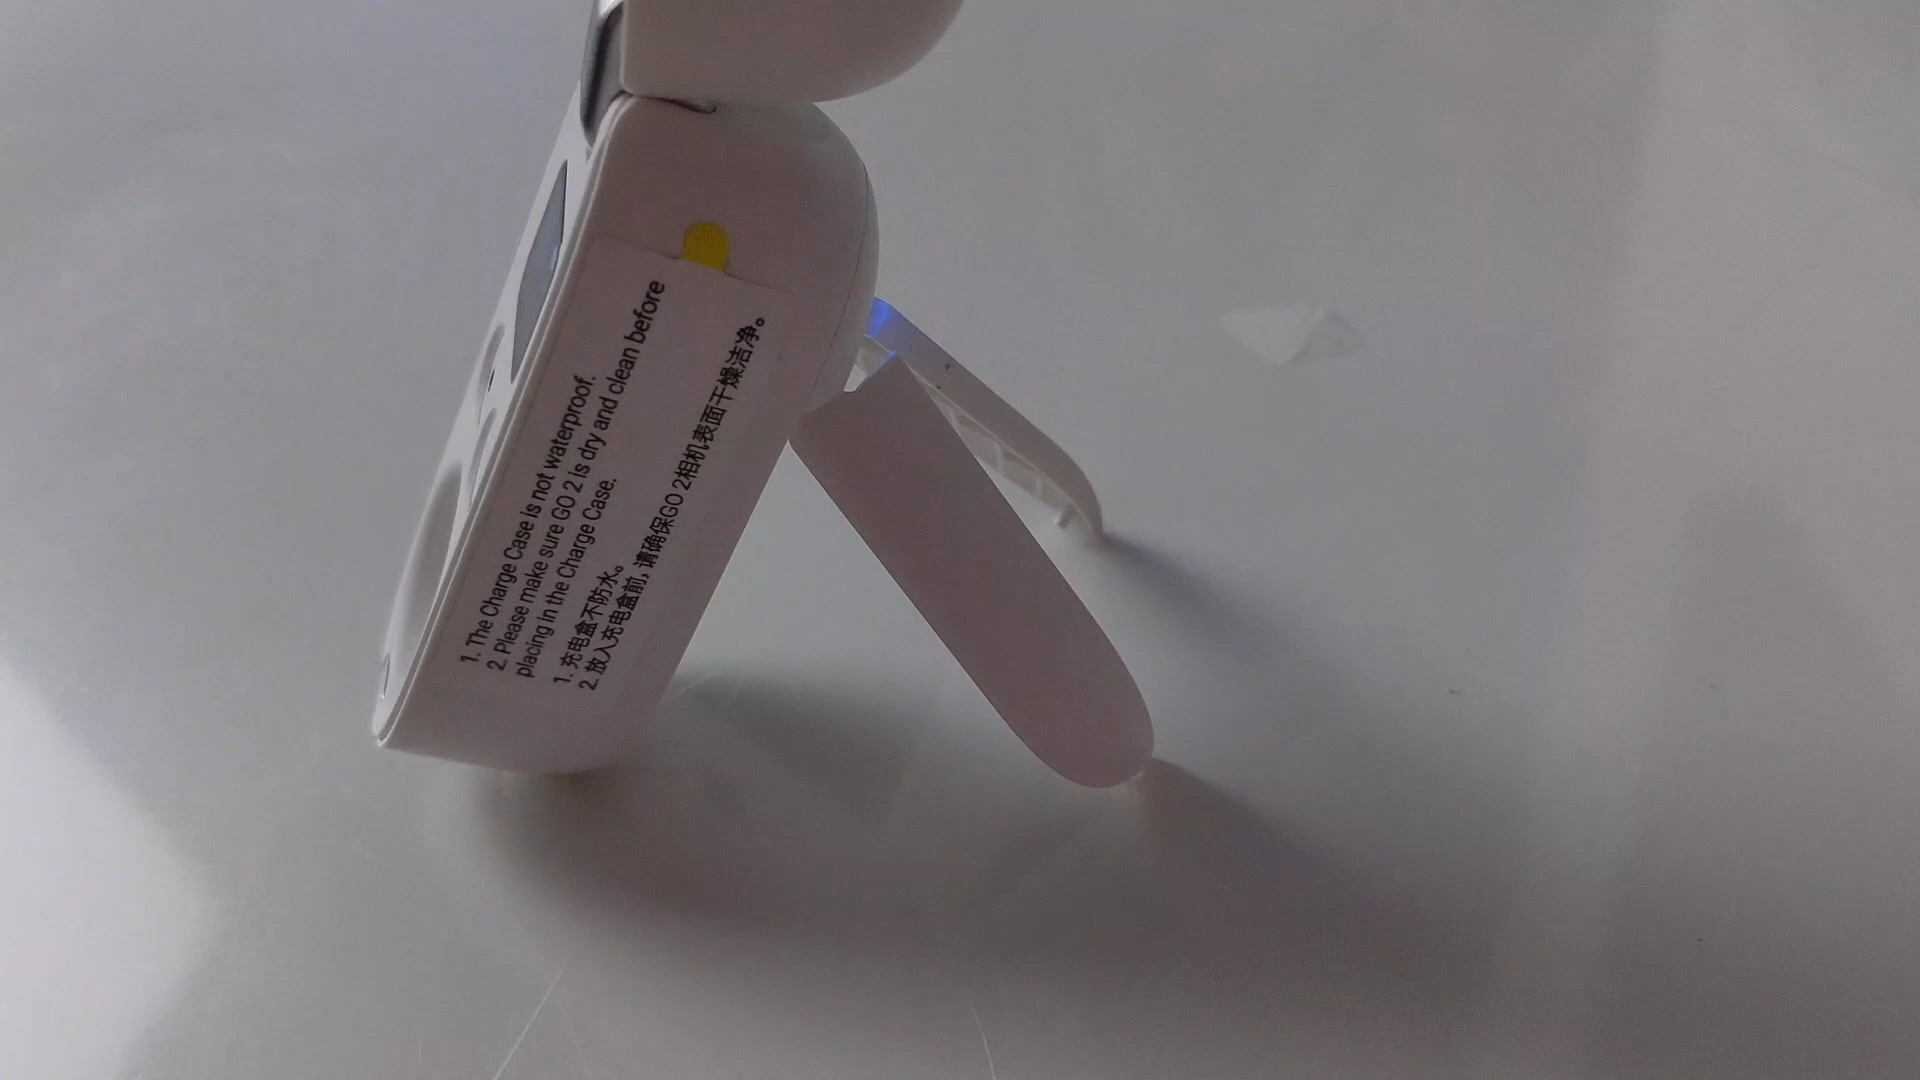 1. The Charge Case is not waterproof.
2. Please make sure GO 2 is dry and clean before
placing in the Charge Case.
1. 充电盒不防水。
2. 放入充电盒前，请确保GO 2相机表面干燥洁净。